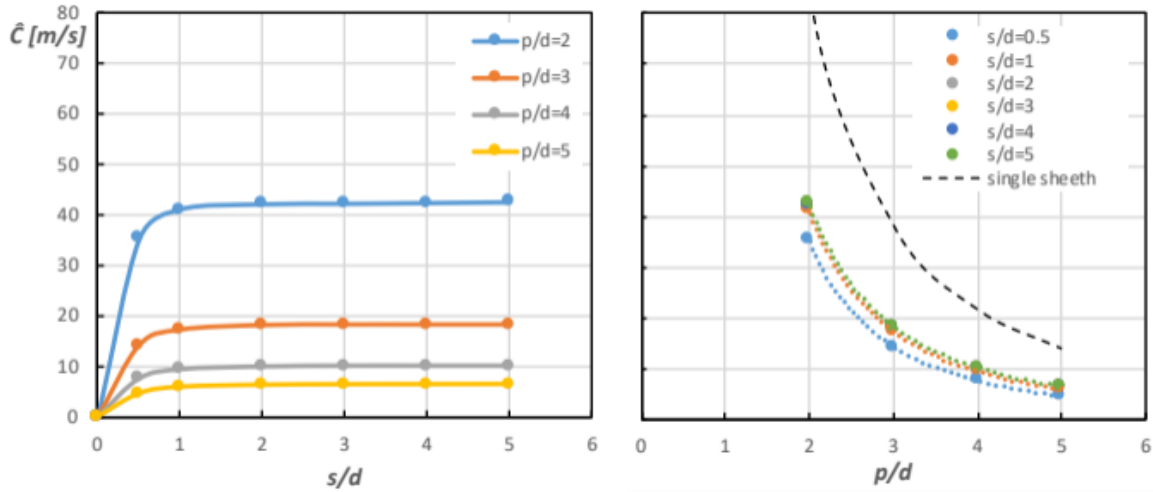 Ĉ [m/s]
80
70
60
50
40
30
20
10
0
0 1 2 3 4 5 6
s/d
p/d=2
p/d=3
p/d=4
p/d=5
s/d=0.5
s/d=1
s/d=2
s/d=3
s/d=4
s/d=5
single sheeth
0 1 2 3 4 5 6
p/d